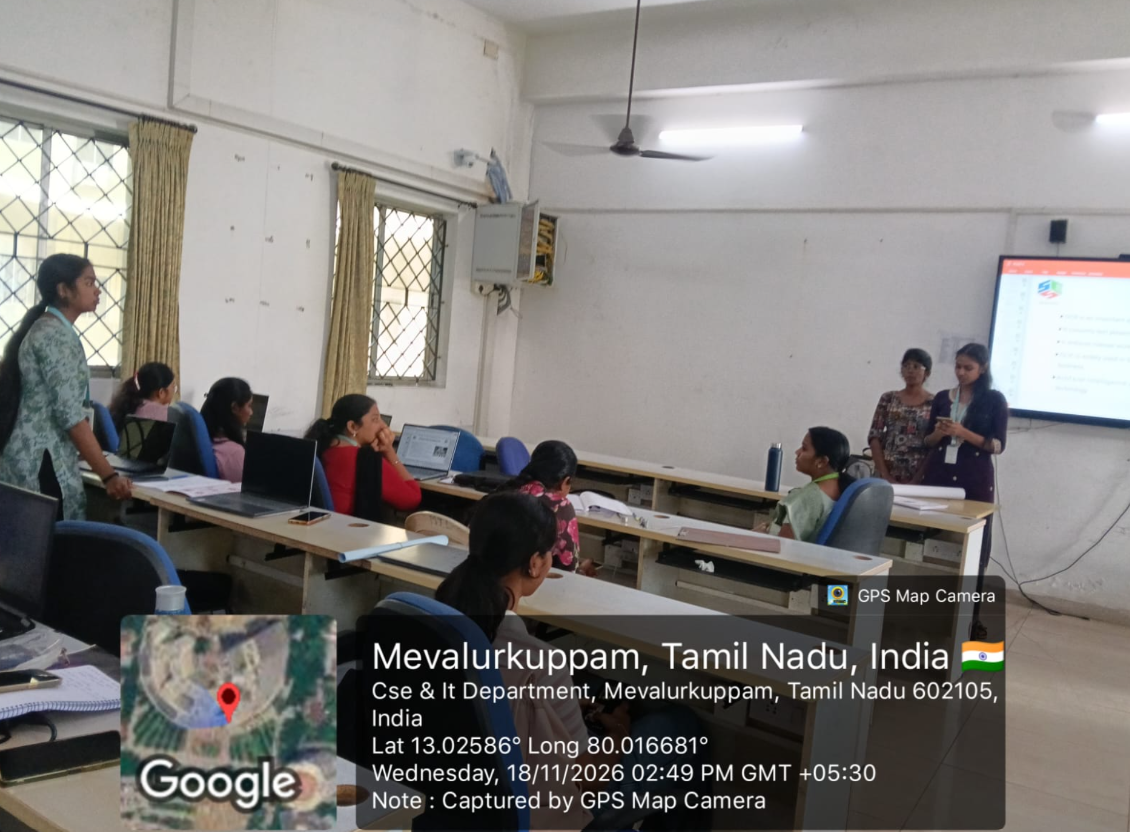 GPS Map Camera
Mevalurkuppam, Tamil Nadu, India
Cse & It Department, Mevalurkuppam, Tamil Nadu 602105,
India
Lat 13.02586° Long 80.016681°
Wednesday, 18/11/2026 02:49 PM GMT +05:30
Note : Captured by GPS Map Camera
Google